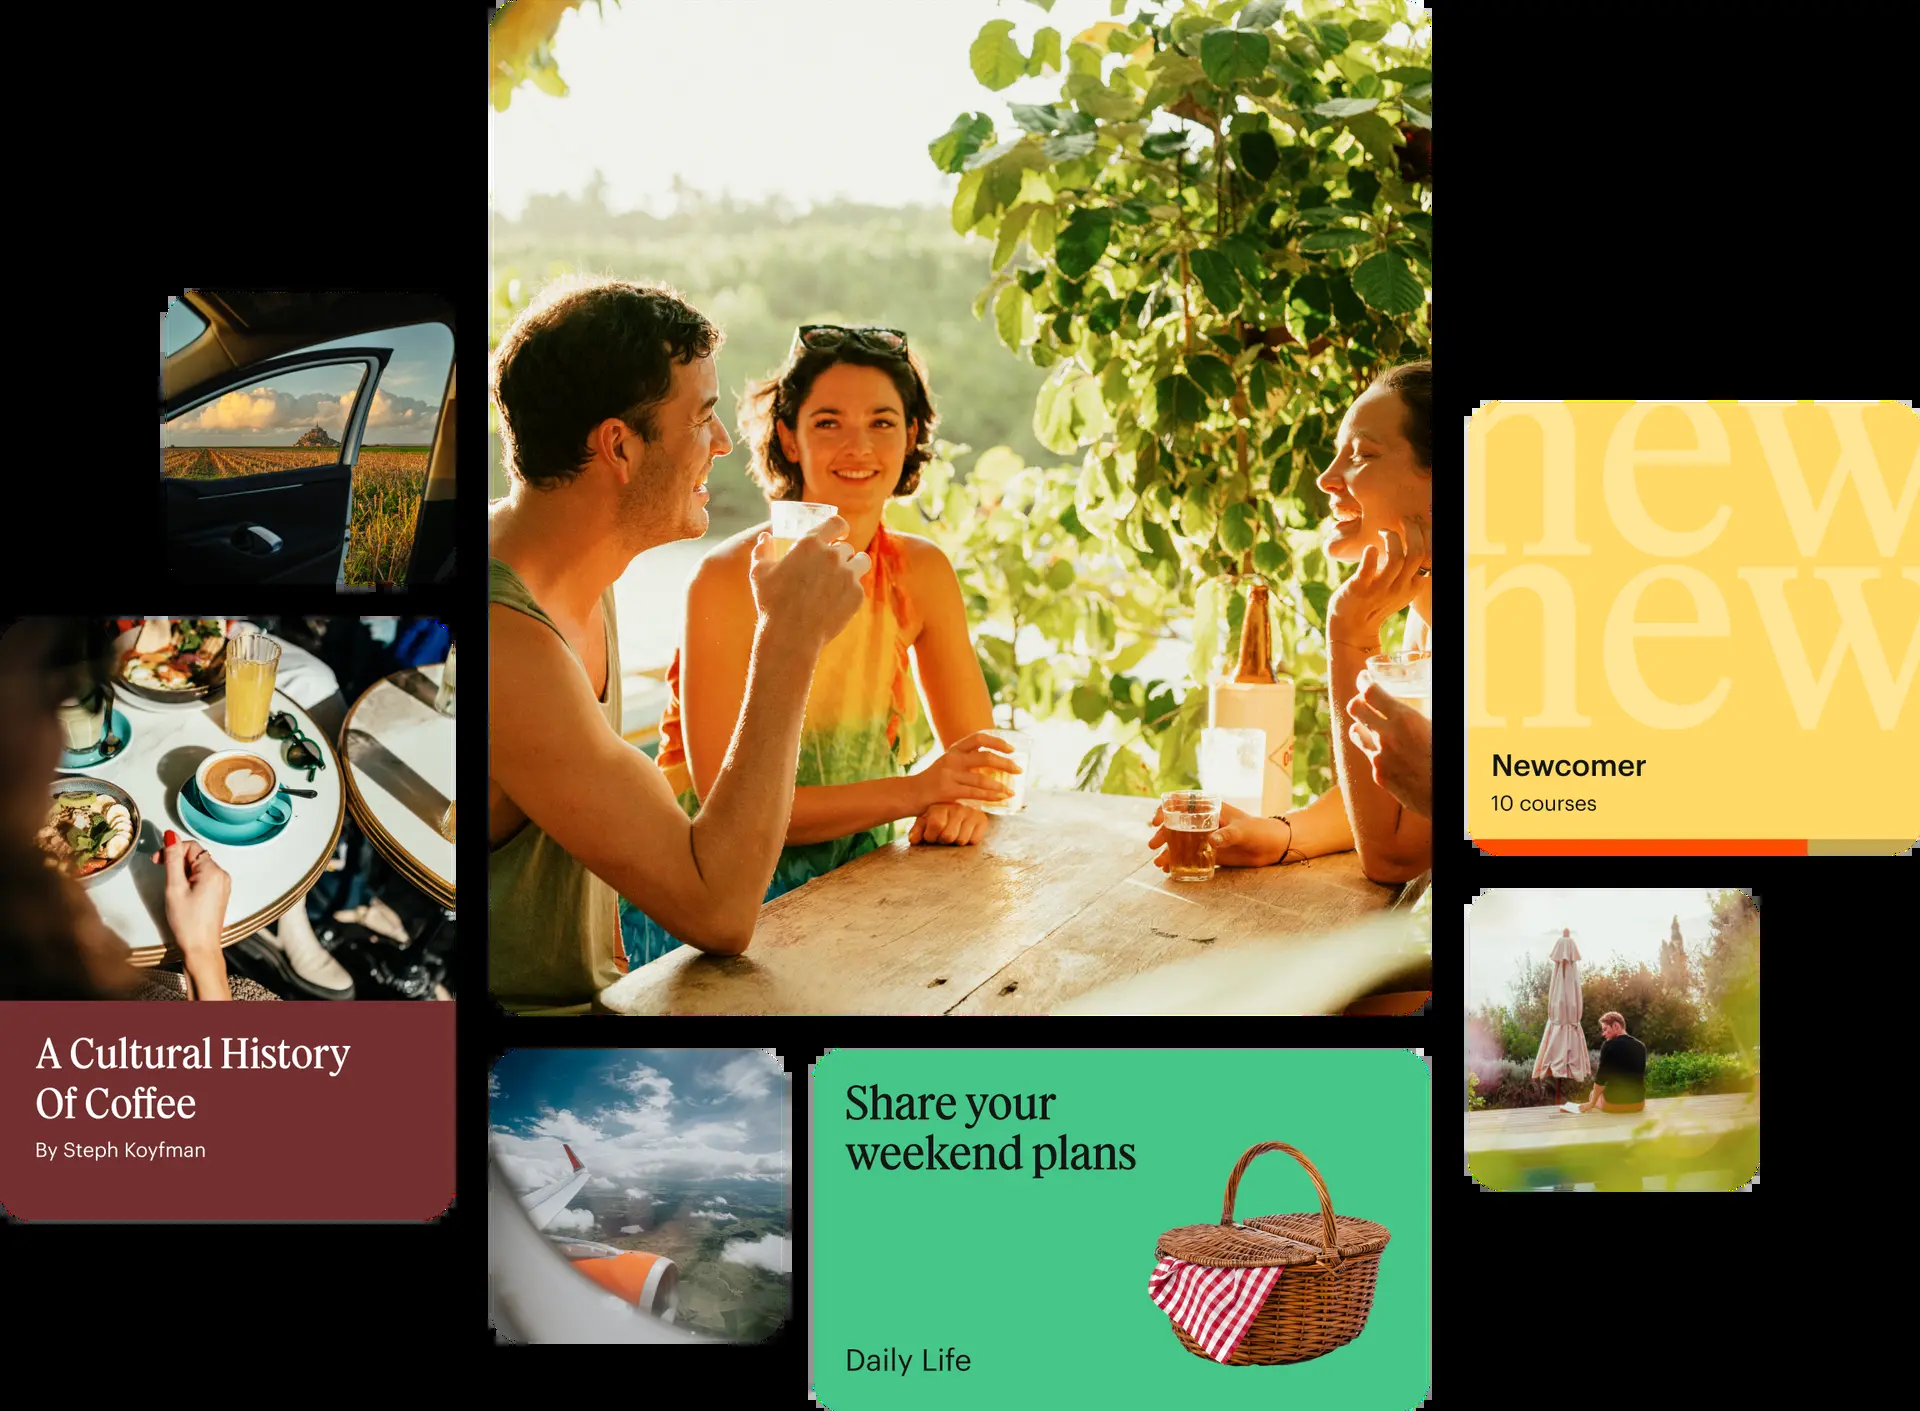 new
new
Newcomer
10 courses
A Cultural History
Of Coffee
By Steph Koyfman
Share your
weekend plans
Daily Life